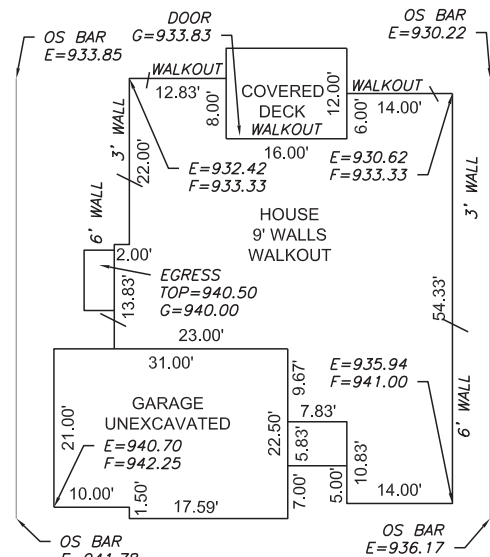 DOOR
G=933.83
OS BAR
E=930.22
OS BAR
E=933.85
WALKOUT
12.83'
8.00'
COVERED
DECK
12.00'
WALKOUT
16.00'
WALKOUT
14.00'
6.00'
3' WALL
22.00'
E=932.42
F=933.33
E=930.62
F=933.33
3' WALL
HOUSE
9' WALLS
WALKOUT
6' WALL
2.00'
13.83'
EGRESS
TOP=940.50
G=940.00
54.33'
23.00'
31.00'
9.67'
E=935.94
F=941.00
7.83'
GARAGE
UNEXCAVATED
21.00'
22.50'
5.83'
10.83'
6' WALL
E=940.70
F=942.25
10.00'
1.50'
17.59'
7.00'
5.00'
14.00'
OS BAR
OS BAR
E=936.17